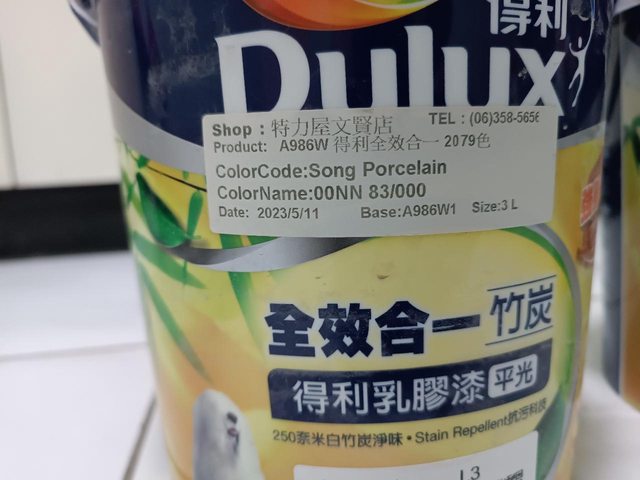 得利
Dulux
Shop : 特力屋文賢店 TEL : (06)358-5656
Product: A986W 得利全效合一 2079色
ColorCode:Song Porcelain
ColorName:00NN 83/000
Date: 2023/5/11 Base:A986W1 Size:3 L
全效合一 竹炭
得利乳膠漆 平光
250奈米白竹炭淨味・Stain Repellent抗污科技
L3